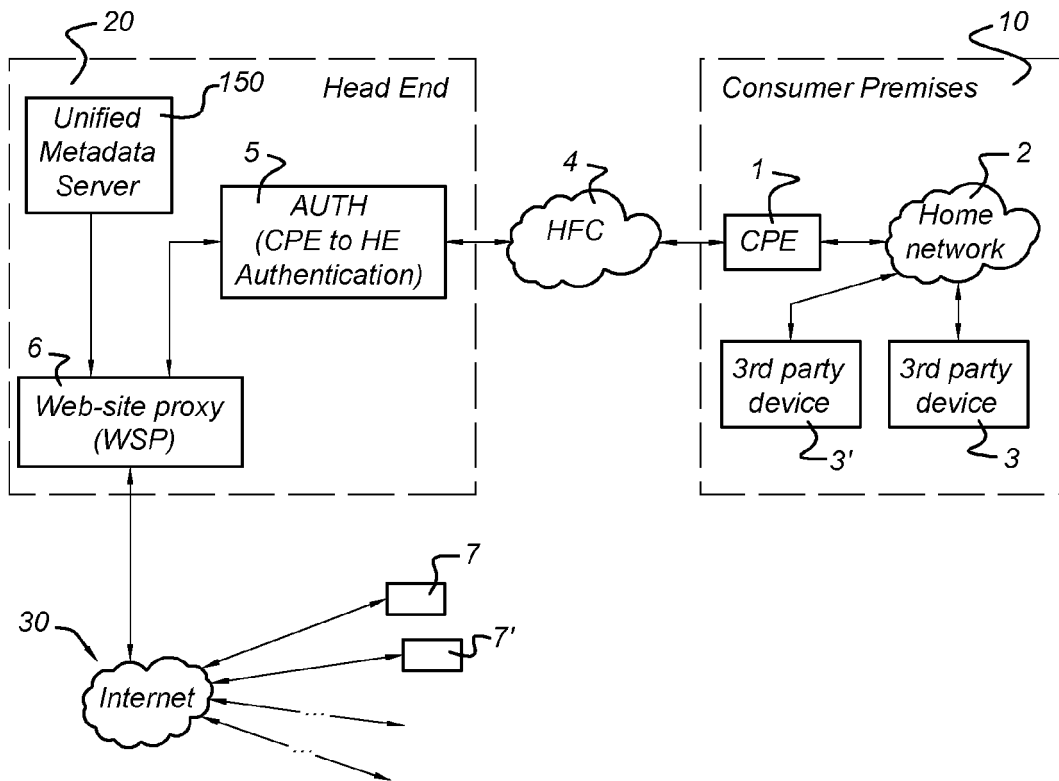 20
10
150
Head End
Consumer Premises
Unified
Metadata
Server
5
4
1
2
AUTH
(CPE to HE
Authentication)
HFC
CPE
Home
network
6
Web-site proxy
(WSP)
3rd party
device
3rd party
device
3'
3
7
7'
30
Internet
...
...